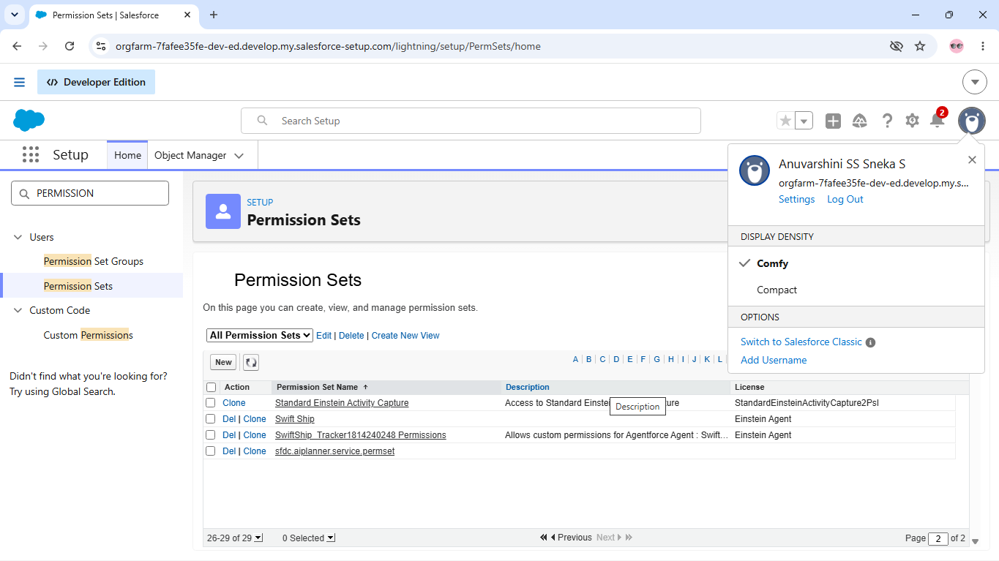 Permission Sets | Salesforce
orgfarm-7fafee35fe-dev-ed.develop.my.salesforce-setup.com/lightning/setup/PermSets/home
Developer Edition
Search Setup
2
Setup
Home
Object Manager
Anuvarshini SS Sneka S
orgfarm-7fafee35fe-dev-ed.develop.my.s...
Settings Log Out
DISPLAY DENSITY
Comfy
Compact
OPTIONS
Switch to Salesforce Classic
Add Username
PERMISSION
Users
Permission Set Groups
Permission Sets
Custom Code
Custom Permissions
Didn't find what you're looking for?
Try using Global Search.
SETUP
Permission Sets
Permission Sets
On this page you can create, view, and manage permission sets.
All Permission Sets Edit | Delete | Create New View
New
A | B | C | D | E | F | G | H | I | J | K | L
Action Permission Set Name Description License
Clone Standard Einstein Activity Capture Access to Standard Einstei ure StandardEinsteinActivityCapture2Psl
Description
Del | Clone Swift Ship Einstein Agent
Del | Clone SwiftShip_Tracker1814240248 Permissions Allows custom permissions for Agentforce Agent : Swift... Einstein Agent
Del | Clone sfdc.aiplanner.service.permset
26-29 of 29 0 Selected Previous Next Page 2 of 2